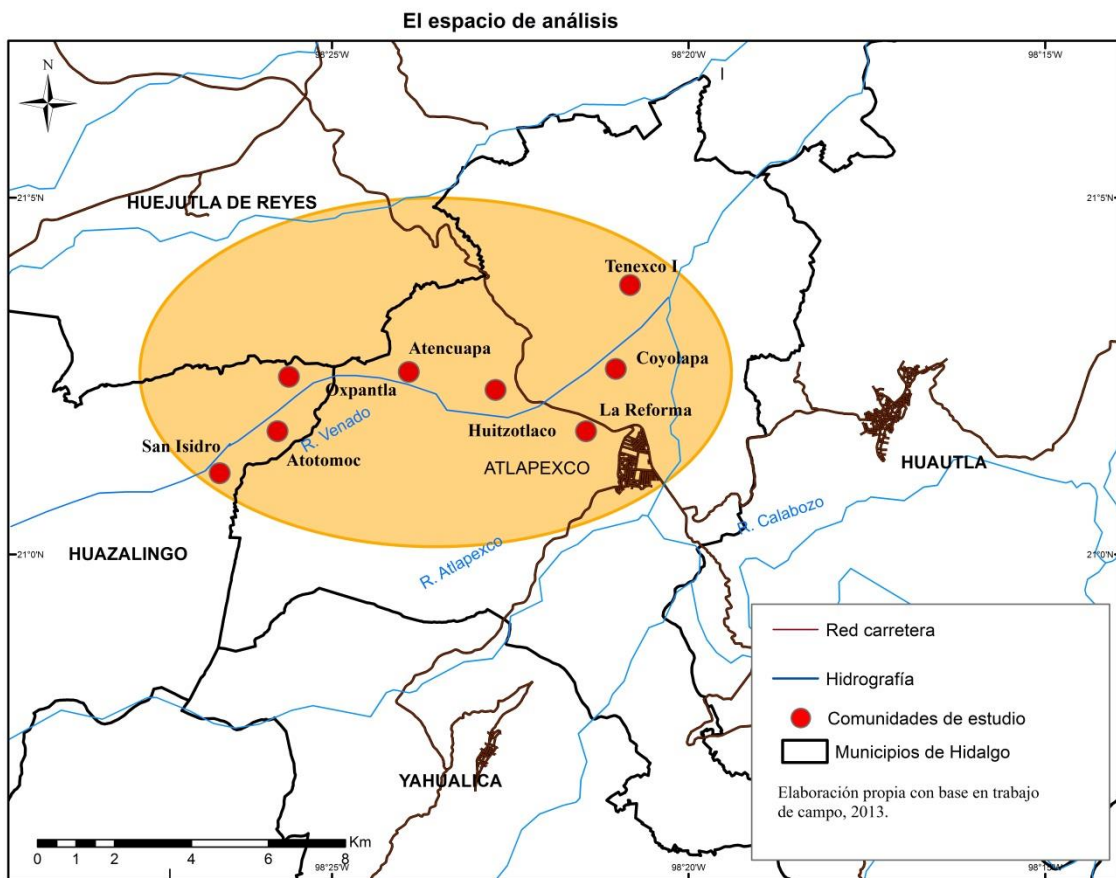 El espacio de análisis
98°25'W
98°20'W
98°15'W
N
21°5'N
21°5'N
HUEJUTLA DE REYES
Tenexco I
Atencuapa
Coyolapa
Oxpantla
La Reforma
R. Venado
Huitzotlaco
San Isidro
Atotomoc
ATLAPEXCO
HUAUTLA
R. Calabozo
HUAZALINGO
R. Atlapexco
21°0'N
21°0'N
Red carretera
Hidrografía
Comunidades de estudio
Municipios de Hidalgo
Elaboración propia con base en trabajo
de campo, 2013.
YAHUALICA
Km
0 1 2 4 6 8
98°25'W
98°20'W
98°15'W